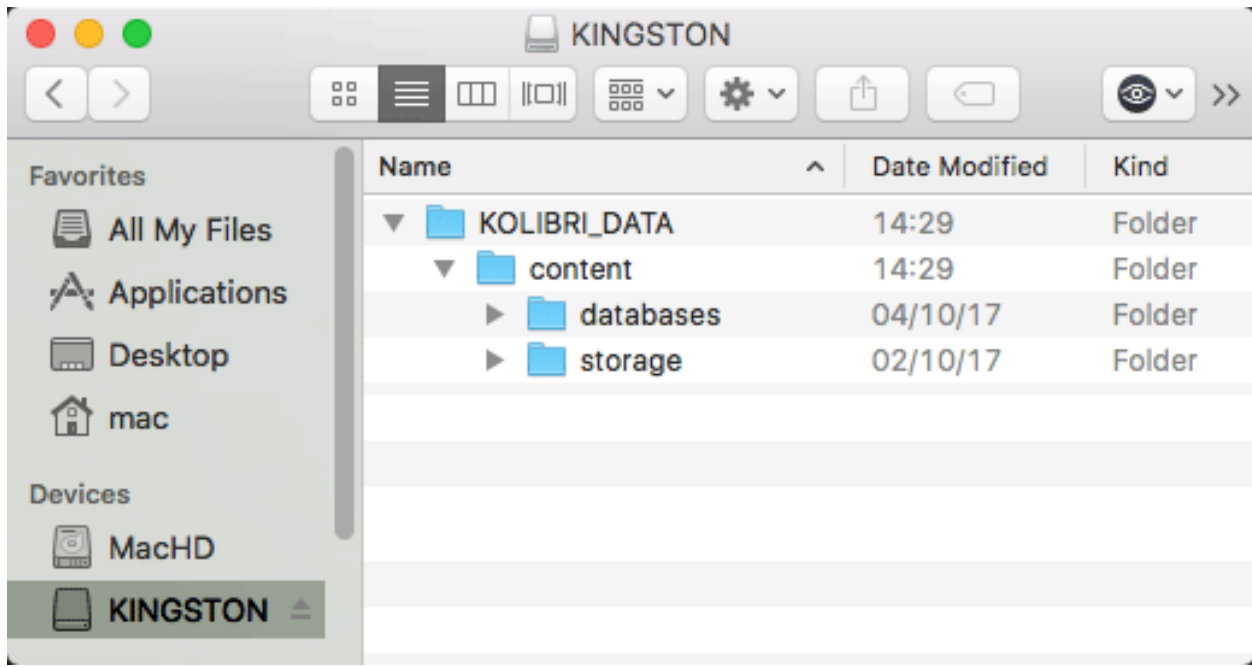 KINGSTON
Favorites
All My Files
Applications
Desktop
mac
Devices
MacHD
KINGSTON
Name Date Modified Kind
KOLIBRI_DATA 14:29 Folder
content 14:29 Folder
databases 04/10/17 Folder
storage 02/10/17 Folder